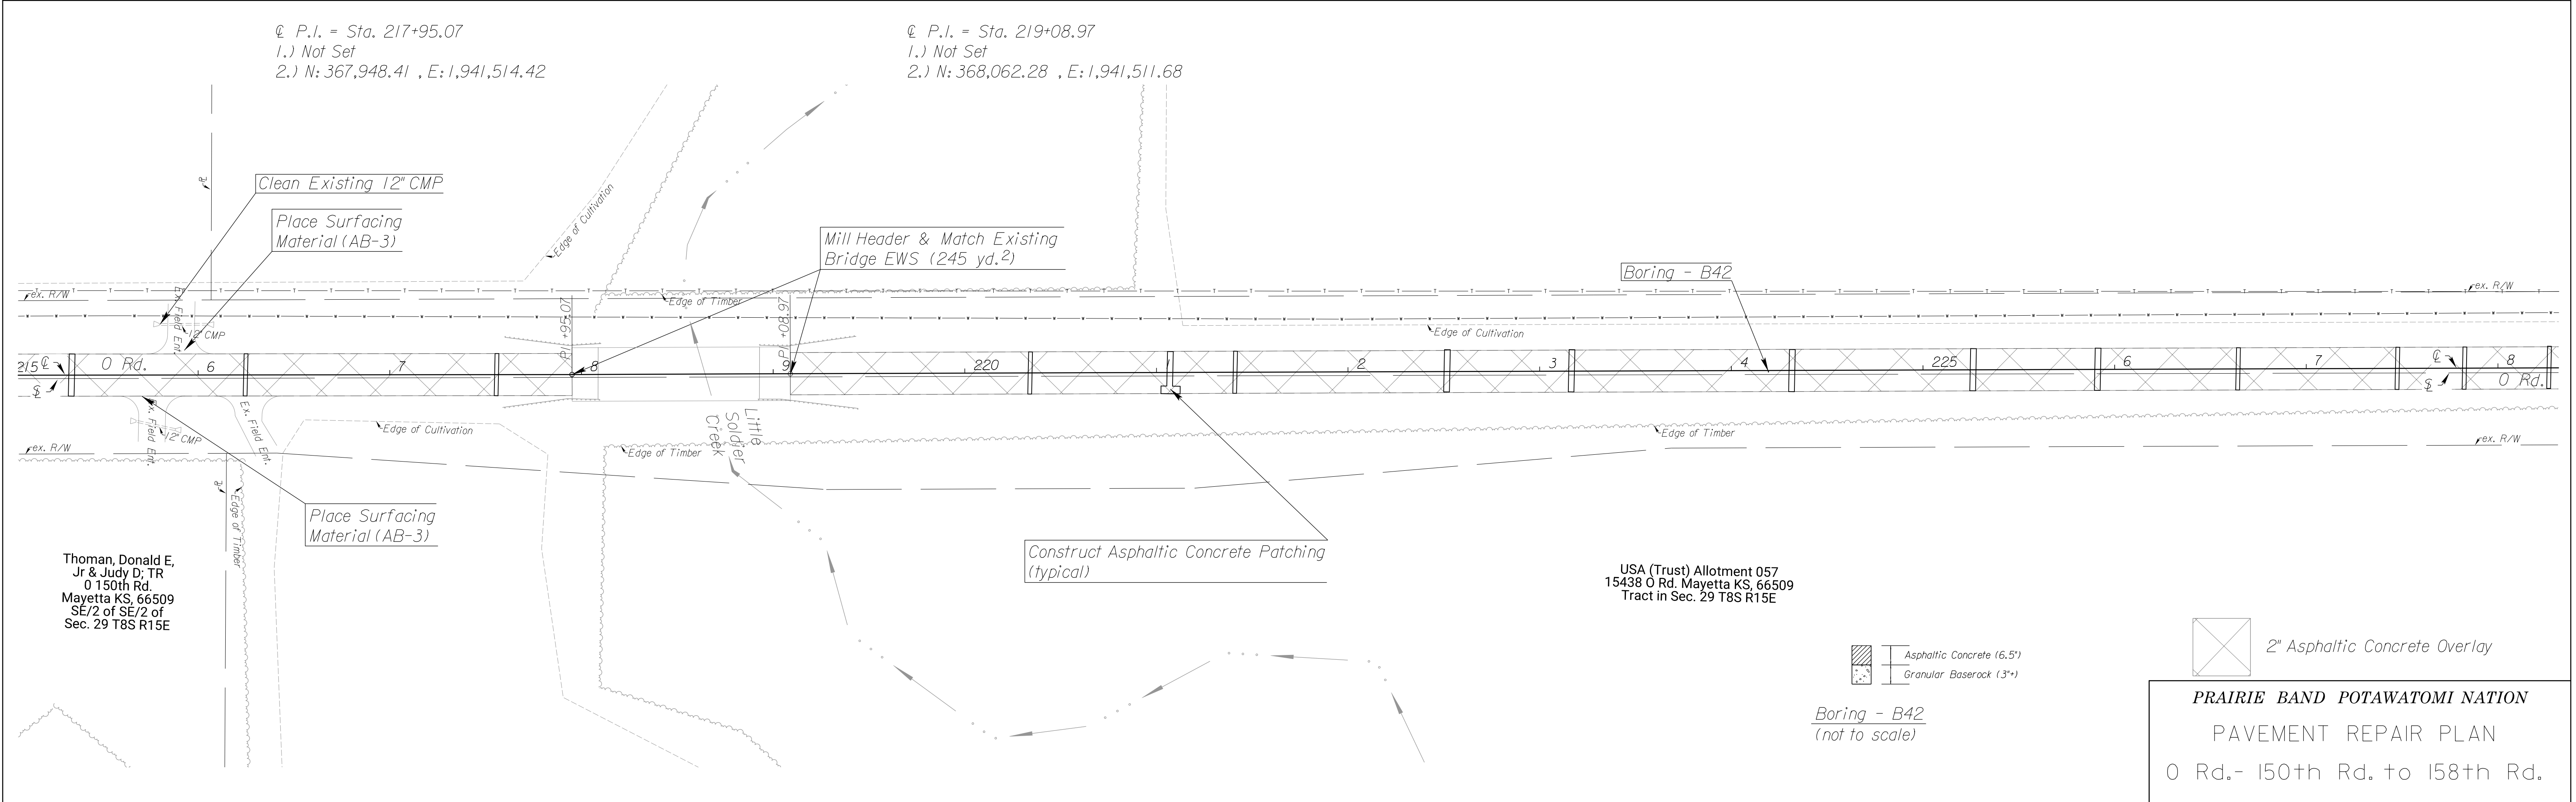 ℄ P.I. = Sta. 217+95.07
1.) Not Set
2.) N: 367,948.41 , E: 1,941,514.42
℄ P.I. = Sta. 219+08.97
1.) Not Set
2.) N: 368,062.28 , E: 1,941,511.68
Clean Existing 12" CMP
Place Surfacing
Material (AB-3)
Edge of Cultivation
Mill Header & Match Existing
Bridge EWS (245 yd.²)
Boring - B42
ex. R/W
Ex. Field Ent.
12" CMP
PI +95.07
Edge of Timber
PI +08.97
Edge of Cultivation
ex. R/W
215 ℄ O Rd. 6 7 8 9 220 1 2 3 4 225 6 7 ℄ 8
℄
℄ O Rd.
ex. R/W
Ex. Field Ent.
12" CMP
Ex. Field Ent.
Edge of Cultivation
Little
Soldier
Creek
Edge of Timber
Edge of Timber
ex. R/W
Edge of Timber
Place Surfacing
Material (AB-3)
Construct Asphaltic Concrete Patching
(typical)
Thoman, Donald E,
Jr & Judy D; TR
0 150th Rd.
Mayetta KS, 66509
SE/2 of SE/2 of
Sec. 29 T8S R15E
USA (Trust) Allotment 057
15438 O Rd. Mayetta KS, 66509
Tract in Sec. 29 T8S R15E
Asphaltic Concrete (6.5")
Granular Baserock (3"+)
Boring - B42
(not to scale)
2" Asphaltic Concrete Overlay
PRAIRIE BAND POTAWATOMI NATION
PAVEMENT REPAIR PLAN
O Rd.- 150th Rd. to 158th Rd.